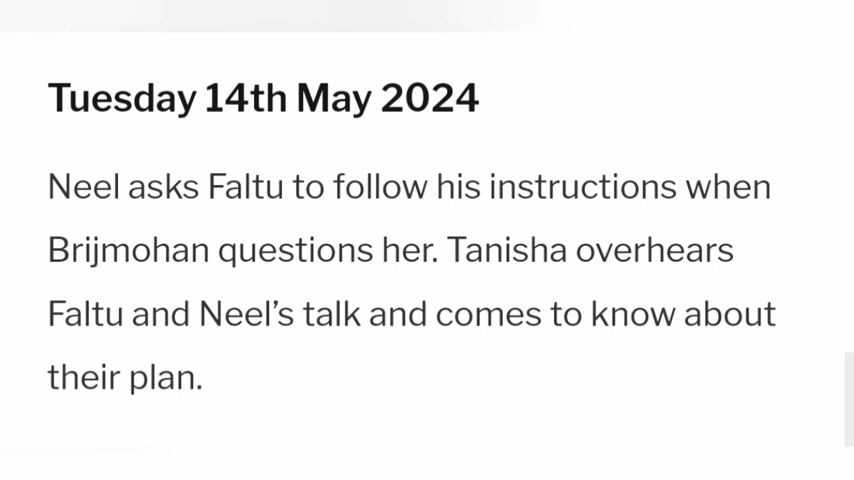 Tuesday 14th May 2024
Neel asks Faltu to follow his instructions when
Brijmohan questions her. Tanisha overhears
Faltu and Neel’s talk and comes to know about
their plan.